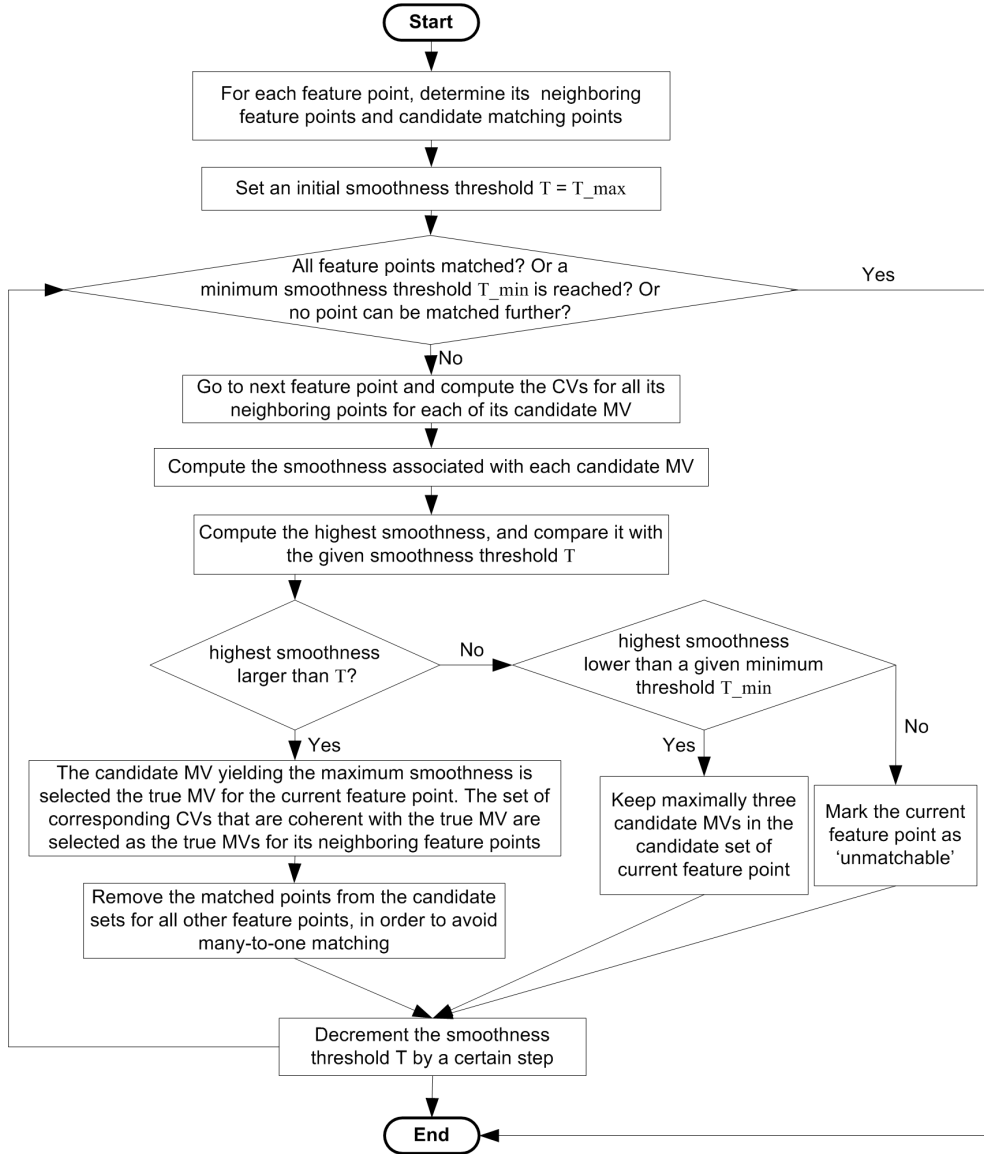 Start
For each feature point, determine its neighboring
feature points and candidate matching points
Set an initial smoothness threshold T = T_max
All feature points matched? Or a
minimum smoothness threshold T_min is reached? Or
no point can be matched further?
Yes
No
Go to next feature point and compute the CVs for all its
neighboring points for each of its candidate MV
Compute the smoothness associated with each candidate MV
Compute the highest smoothness, and compare it with
the given smoothness threshold T
highest smoothness
larger than T?
No
highest smoothness
lower than a given minimum
threshold T_min
Yes
Yes
No
The candidate MV yielding the maximum smoothness is
selected the true MV for the current feature point. The set of
corresponding CVs that are coherent with the true MV are
selected as the true MVs for its neighboring feature points
Keep maximally three
candidate MVs in the
candidate set of
current feature point
Mark the current
feature point as
‘unmatchable’
Remove the matched points from the candidate
sets for all other feature points, in order to avoid
many-to-one matching
Decrement the smoothness
threshold T by a certain step
End